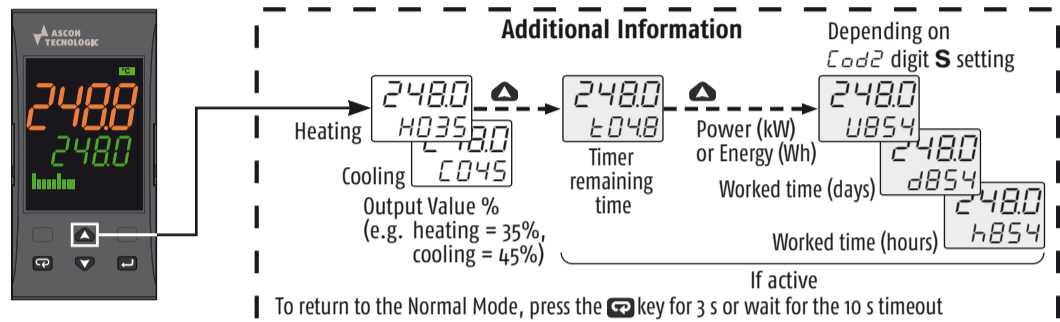 ASCON
TECNOLOGIC
°C
248.8
248.0
Additional Information
Depending on
Cod2 digit S setting
Heating
248.0
H035
Cooling
248.0
C045
Output Value %
(e.g. heating = 35%,
cooling = 45%)
248.0
t04.8
Timer
remaining
time
Power (kW)
or Energy (Wh)
248.0
U854
Worked time (days)
248.0
d854
Worked time (hours)
248.0
h854
If active
To return to the Normal Mode, press the key for 3 s or wait for the 10 s timeout